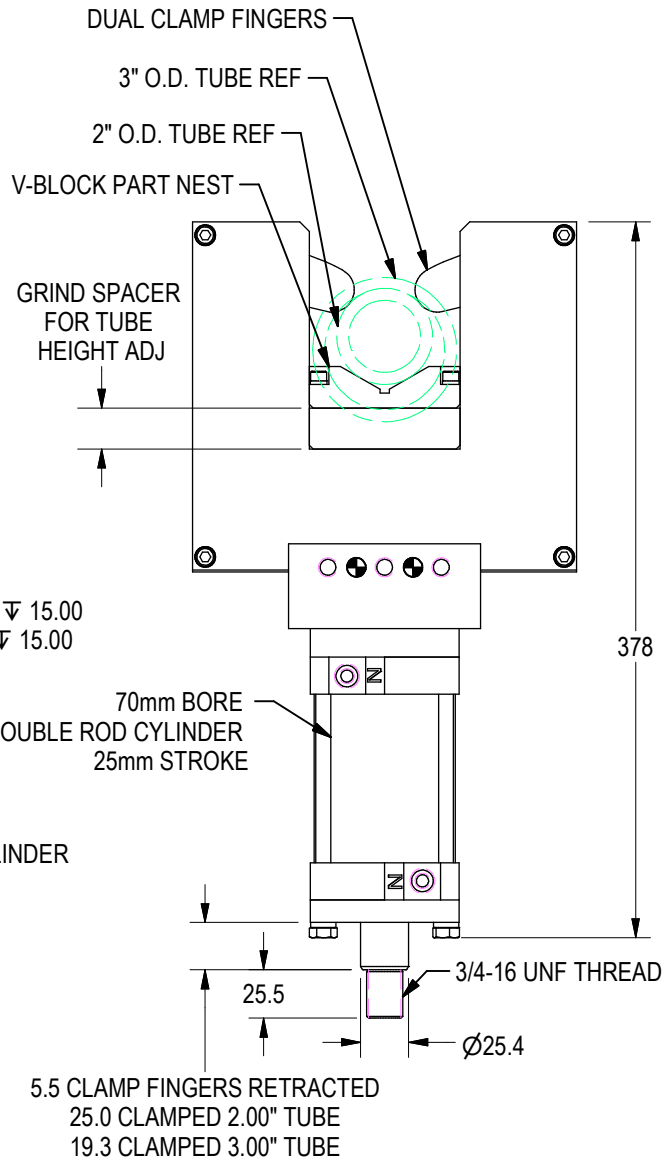 DUAL CLAMP FINGERS
3" O.D. TUBE REF
2" O.D. TUBE REF
V-BLOCK PART NEST
GRIND SPACER
FOR TUBE
HEIGHT ADJ
↧ 15.00
↧ 15.00
378
N
70mm BORE
OUBLE ROD CYLINDER
25mm STROKE
LINDER
N
25.5
3/4-16 UNF THREAD
Ø25.4
5.5 CLAMP FINGERS RETRACTED
25.0 CLAMPED 2.00" TUBE
19.3 CLAMPED 3.00" TUBE